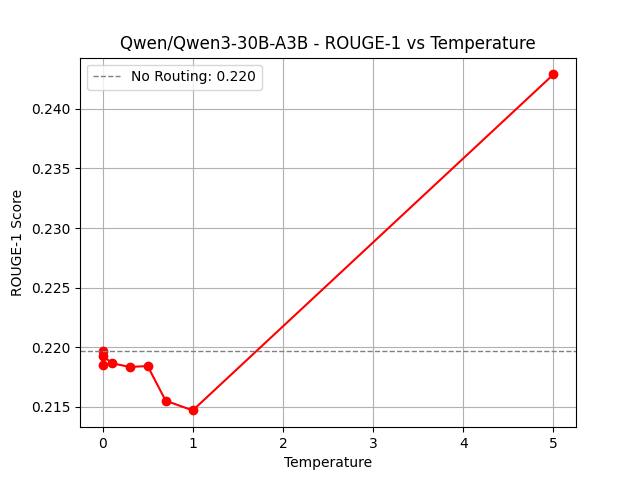 Qwen/Qwen3-30B-A3B - ROUGE-1 vs Temperature
No Routing: 0.220
ROUGE-1 Score
0.240
0.235
0.230
0.225
0.220
0.215
0 1 2 3 4 5
Temperature